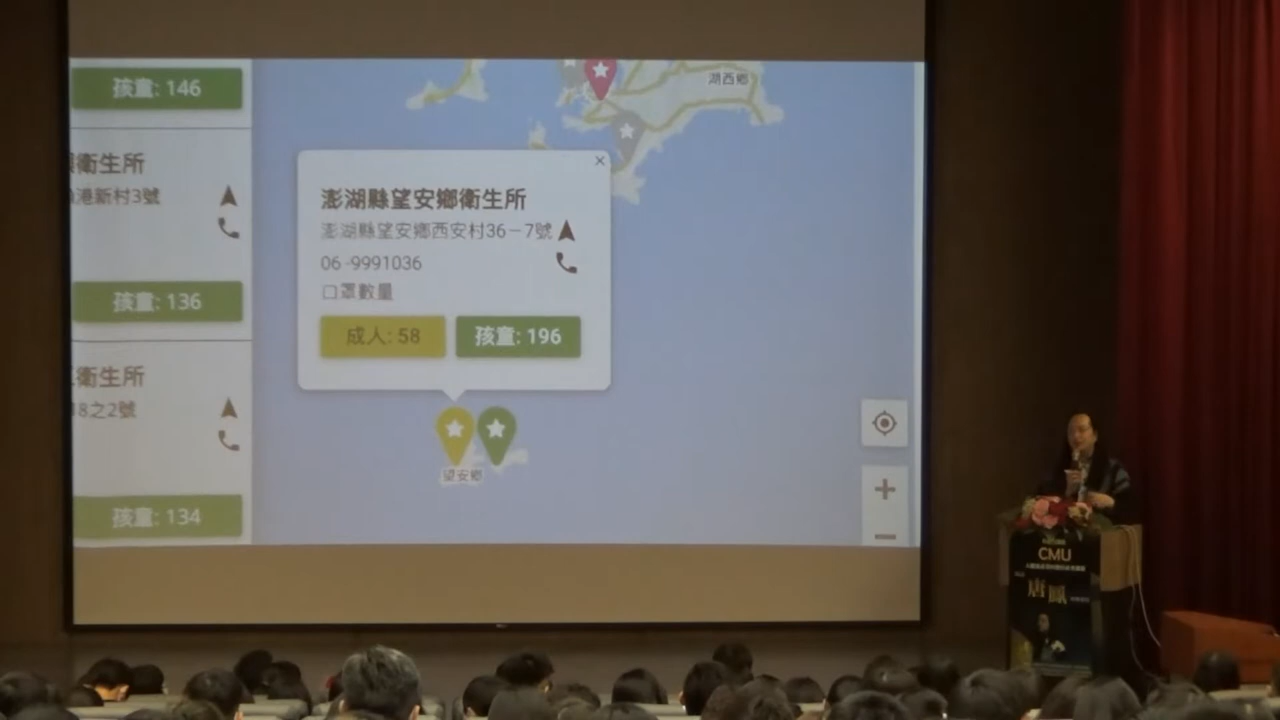 孩童: 146
衛生所
港新村3號
孩童: 136
衛生所
8之2號
孩童: 134
湖西鄉
×
澎湖縣望安鄉衛生所
澎湖縣望安鄉西安村36－7號
06 -9991036
口罩數量
成人: 58
孩童: 196
望安鄉
+
CMU
唐鳳